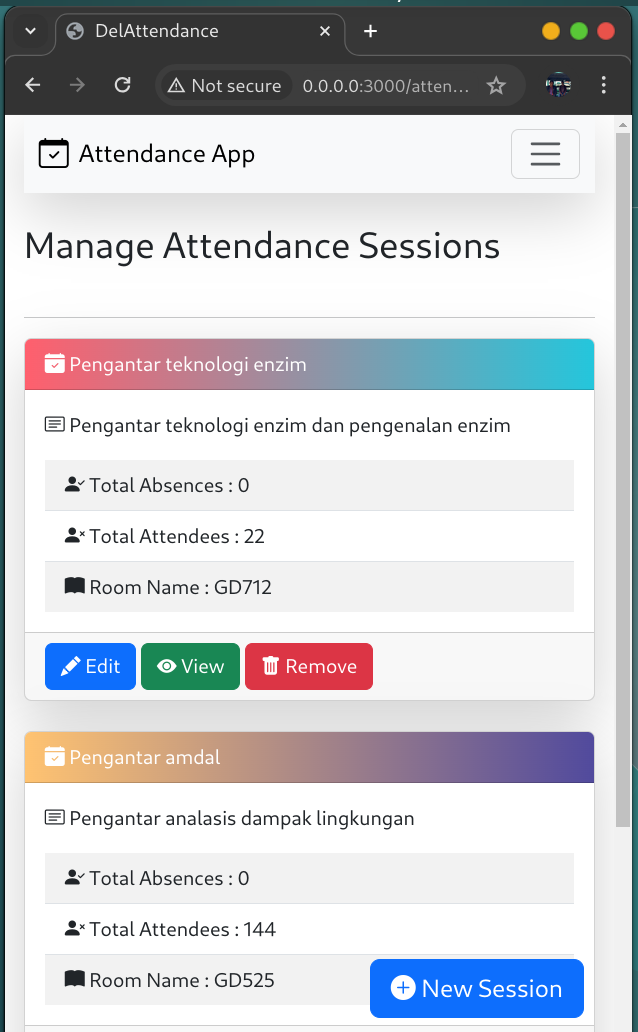 DelAttendance
Not secure 0.0.0.0:3000/atten...
Attendance App
Manage Attendance Sessions
Pengantar teknologi enzim
Pengantar teknologi enzim dan pengenalan enzim
Total Absences : 0
Total Attendees : 22
Room Name : GD712
Edit View Remove
Pengantar amdal
Pengantar analasis dampak lingkungan
Total Absences : 0
Total Attendees : 144
Room Name : GD525
New Session